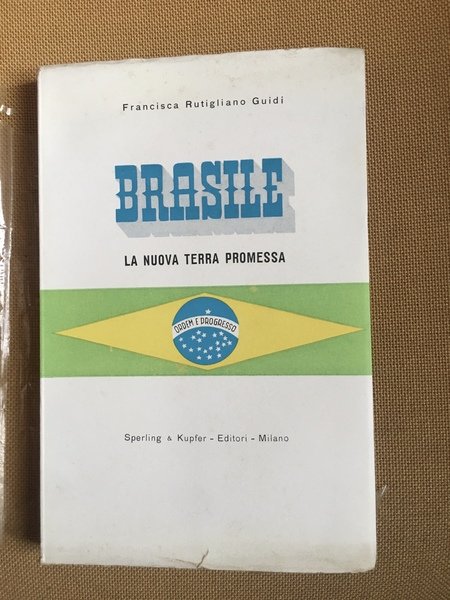 Francisca Rutigliano Guidi
BRASILE
LA NUOVA TERRA PROMESSA
ORDEM E PROGRESSO
Sperling & Kupfer - Editori - Milano